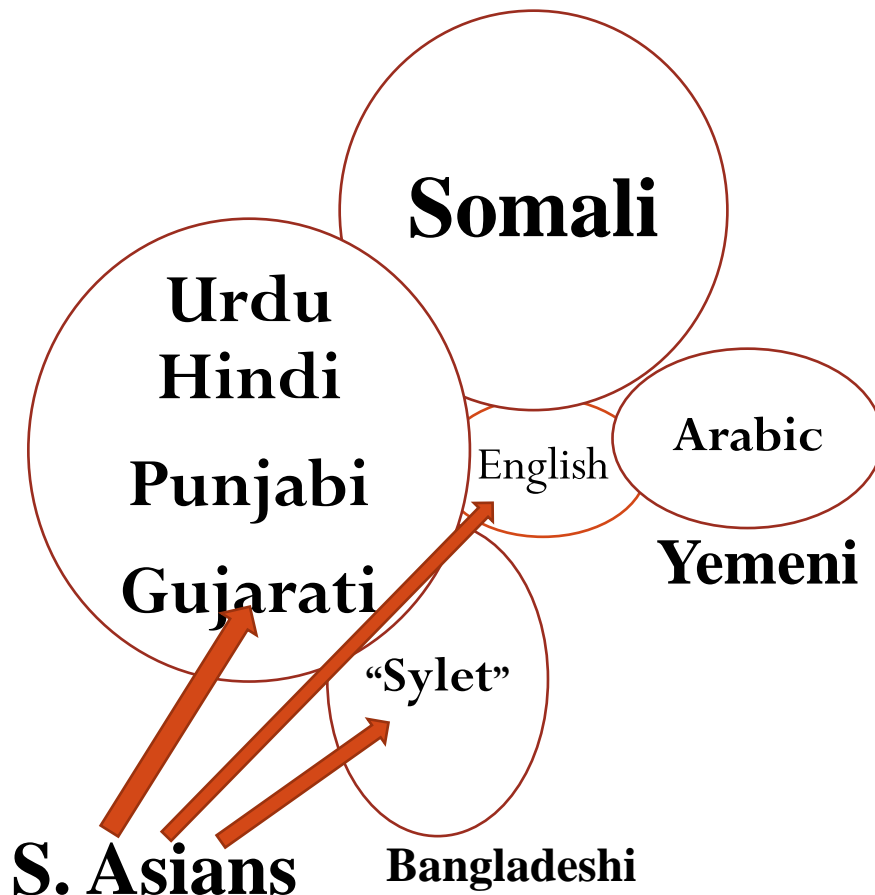 Somali
Urdu
Hindi
Punjabi
Gujarati
English
Arabic
Yemeni
“Sylet”
S. Asians
Bangladeshi